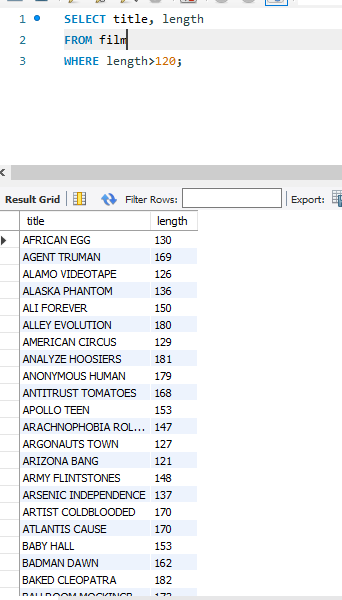 1 SELECT title, length
2 FROM film
3 WHERE length>120;
Result Grid Filter Rows: Export:
title length
AFRICAN EGG 130
AGENT TRUMAN 169
ALAMO VIDEOTAPE 126
ALASKA PHANTOM 136
ALI FOREVER 150
ALLEY EVOLUTION 180
AMERICAN CIRCUS 129
ANALYZE HOOSIERS 181
ANONYMOUS HUMAN 179
ANTITRUST TOMATOES 168
APOLLO TEEN 153
ARACHNOPHOBIA ROL... 147
ARGONAUTS TOWN 127
ARIZONA BANG 121
ARMY FLINTSTONES 148
ARSENIC INDEPENDENCE 137
ARTIST COLDBLOODED 170
ATLANTIS CAUSE 170
BABY HALL 153
BADMAN DAWN 162
BAKED CLEOPATRA 182